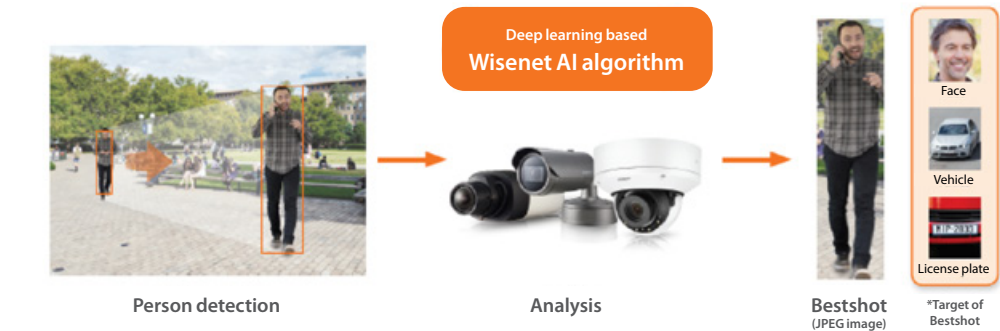 Deep learning based
Wisenet AI algorithm
Face
Vehicle
License plate
Person detection
Analysis
Bestshot
(JPEG image)
*Target of
Bestshot